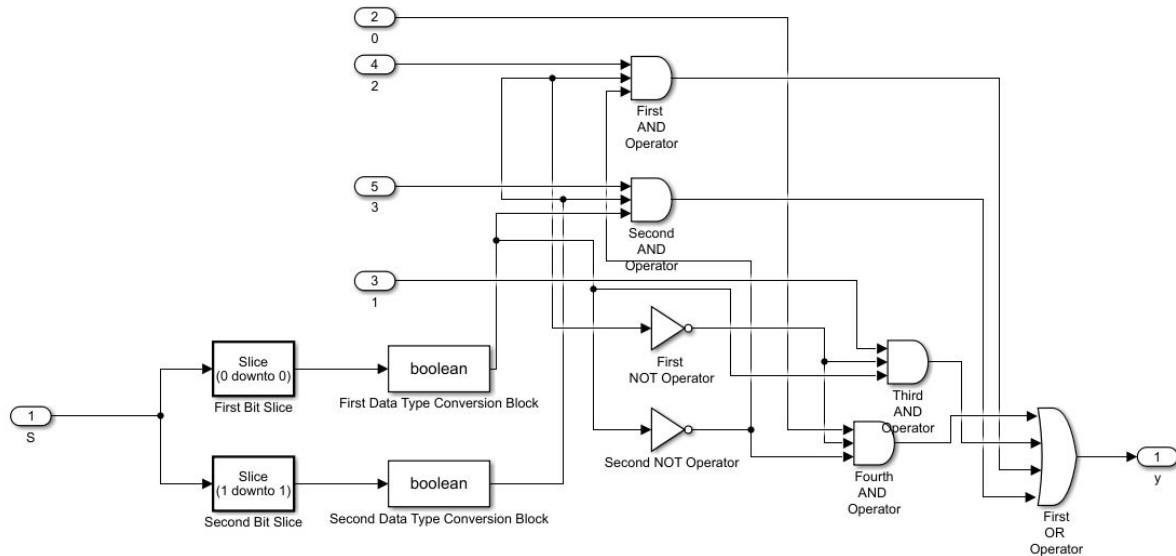 2
0
4
2
First
AND
Operator
5
3
Second
AND
Operator
3
1
First
NOT Operator
Slice
(0 downto 0)
First Bit Slice
boolean
First Data Type Conversion Block
Third
AND
Operator
1
S
Second NOT Operator
Fourth
AND
Operator
1
y
Slice
(1 downto 1)
Second Bit Slice
boolean
Second Data Type Conversion Block
First
OR
Operator